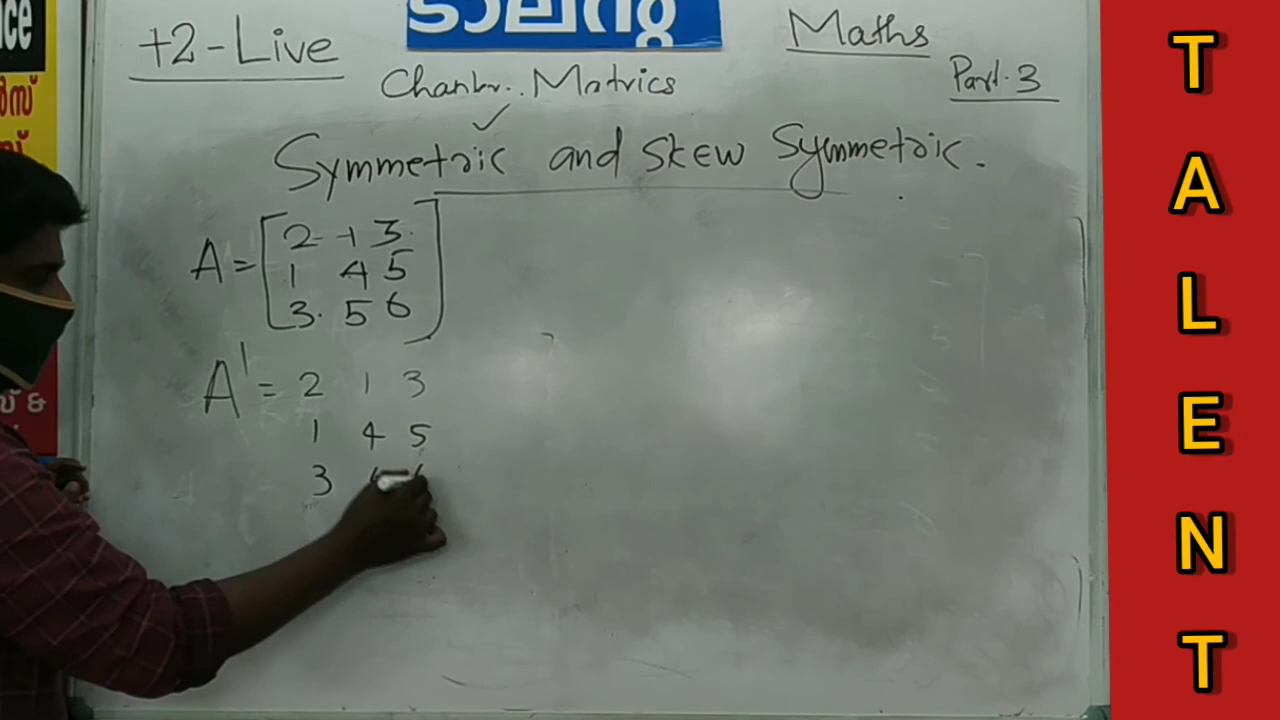 +2-Live
Maths
Matrics
Part. 3
Symmetric and skew Symmetric.
A = [ 2 -1 3
1 4 5
3 5 6 ]
A' = 2 1 3
1 4 5
3
T
A
L
E
N
T